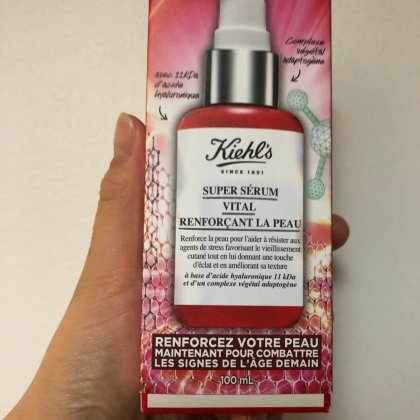 avec 11kDa
d'acide
hyaluronique
Complexe
végétal
adaptogène
Kiehl's
SINCE 1851
SUPER SÉRUM
VITAL
RENFORÇANT LA PEAU
Renforce la peau pour l'aider à résister aux
agents de stress favorisant le vieillissement
cutané tout en lui donnant une touche
d'éclat et en améliorant sa texture
à base d'acide hyaluronique 11 kDa
et d'un complexe végétal adaptogène
RENFORCEZ VOTRE PEAU
MAINTENANT POUR COMBATTRE
LES SIGNES DE L'ÂGE DEMAIN
100 mL